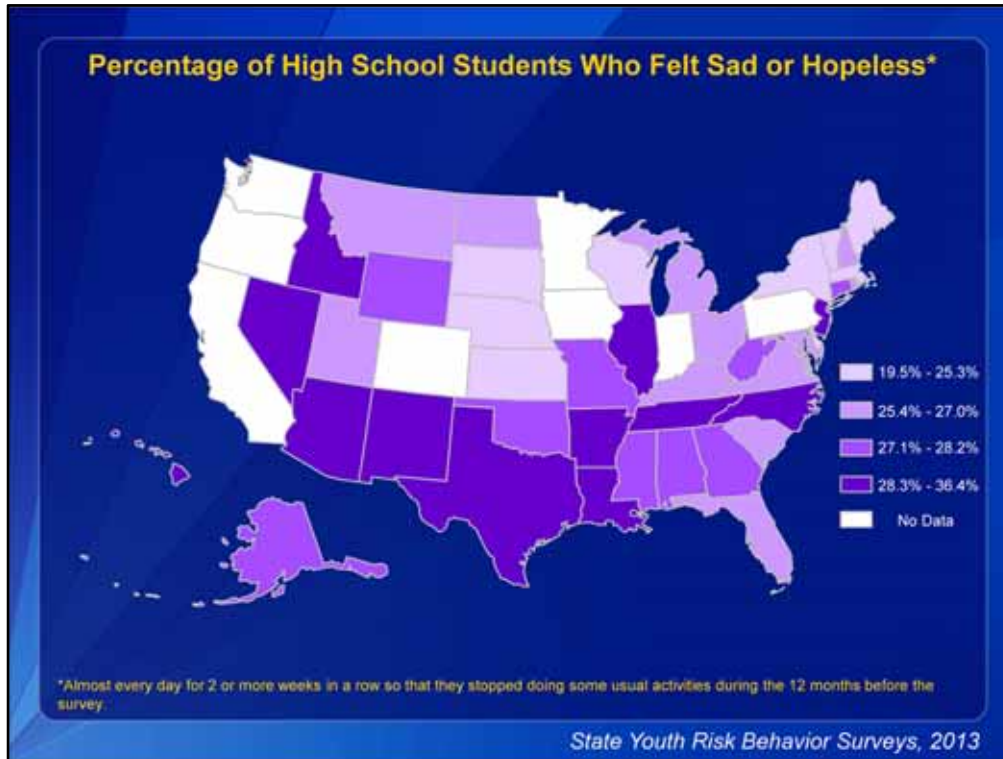 Percentage of High School Students Who Felt Sad or Hopeless*
19.5% - 25.3%
25.4% - 27.0%
27.1% - 28.2%
28.3% - 36.4%
No Data
*Almost every day for 2 or more weeks in a row so that they stopped doing some usual activities during the 12 months before the
survey.
State Youth Risk Behavior Surveys, 2013